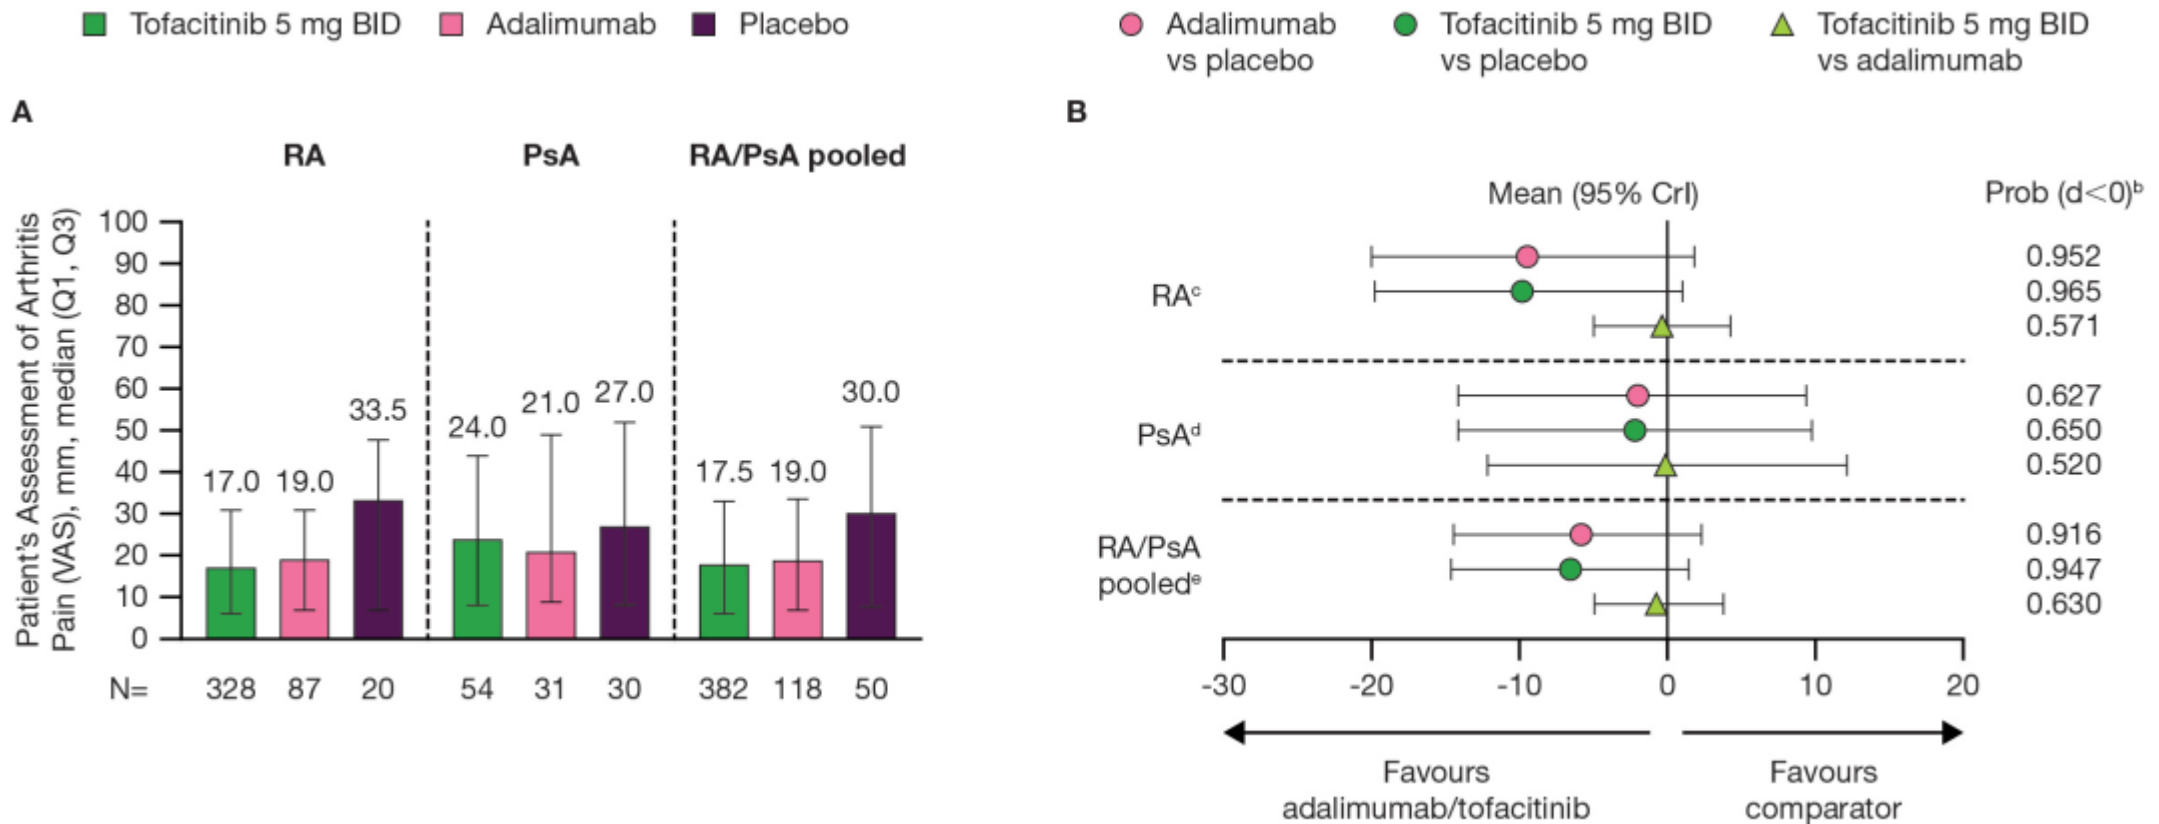 Tofacitinib 5 mg BID Adalimumab Placebo
A
RA PsA RA/PsA pooled
Patient's Assessment of Arthritis
Pain (VAS), mm, median (Q1, Q3)
100
90
80
70
60
50
40
30
20
10
0
17.0 19.0 33.5 24.0 21.0 27.0 17.5 19.0 30.0
N= 328 87 20 54 31 30 382 118 50
Adalimumab
vs placebo
Tofacitinib 5 mg BID
vs placebo
Tofacitinib 5 mg BID
vs adalimumab
B
Mean (95% CrI) Prob (d<0)ᵇ
RAᶜ
0.952
0.965
0.571
PsAᵈ
0.627
0.650
0.520
RA/PsA
pooledᵉ
0.916
0.947
0.630
-30 -20 -10 0 10 20
Favours
adalimumab/tofacitinib
Favours
comparator